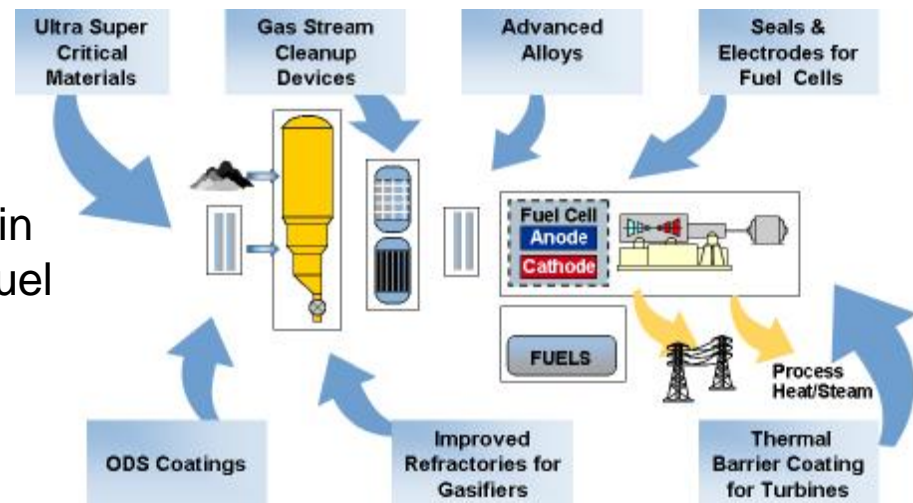 Ultra Super
Critical
Materials
Gas Stream
Cleanup
Devices
Advanced
Alloys
Seals &
Electrodes for
Fuel Cells
in
uel
Fuel Cell
Anode
Cathode
FUELS
Process
Heat/Steam
ODS Coatings
Improved
Refractories for
Gasifiers
Thermal
Barrier Coating
for Turbines